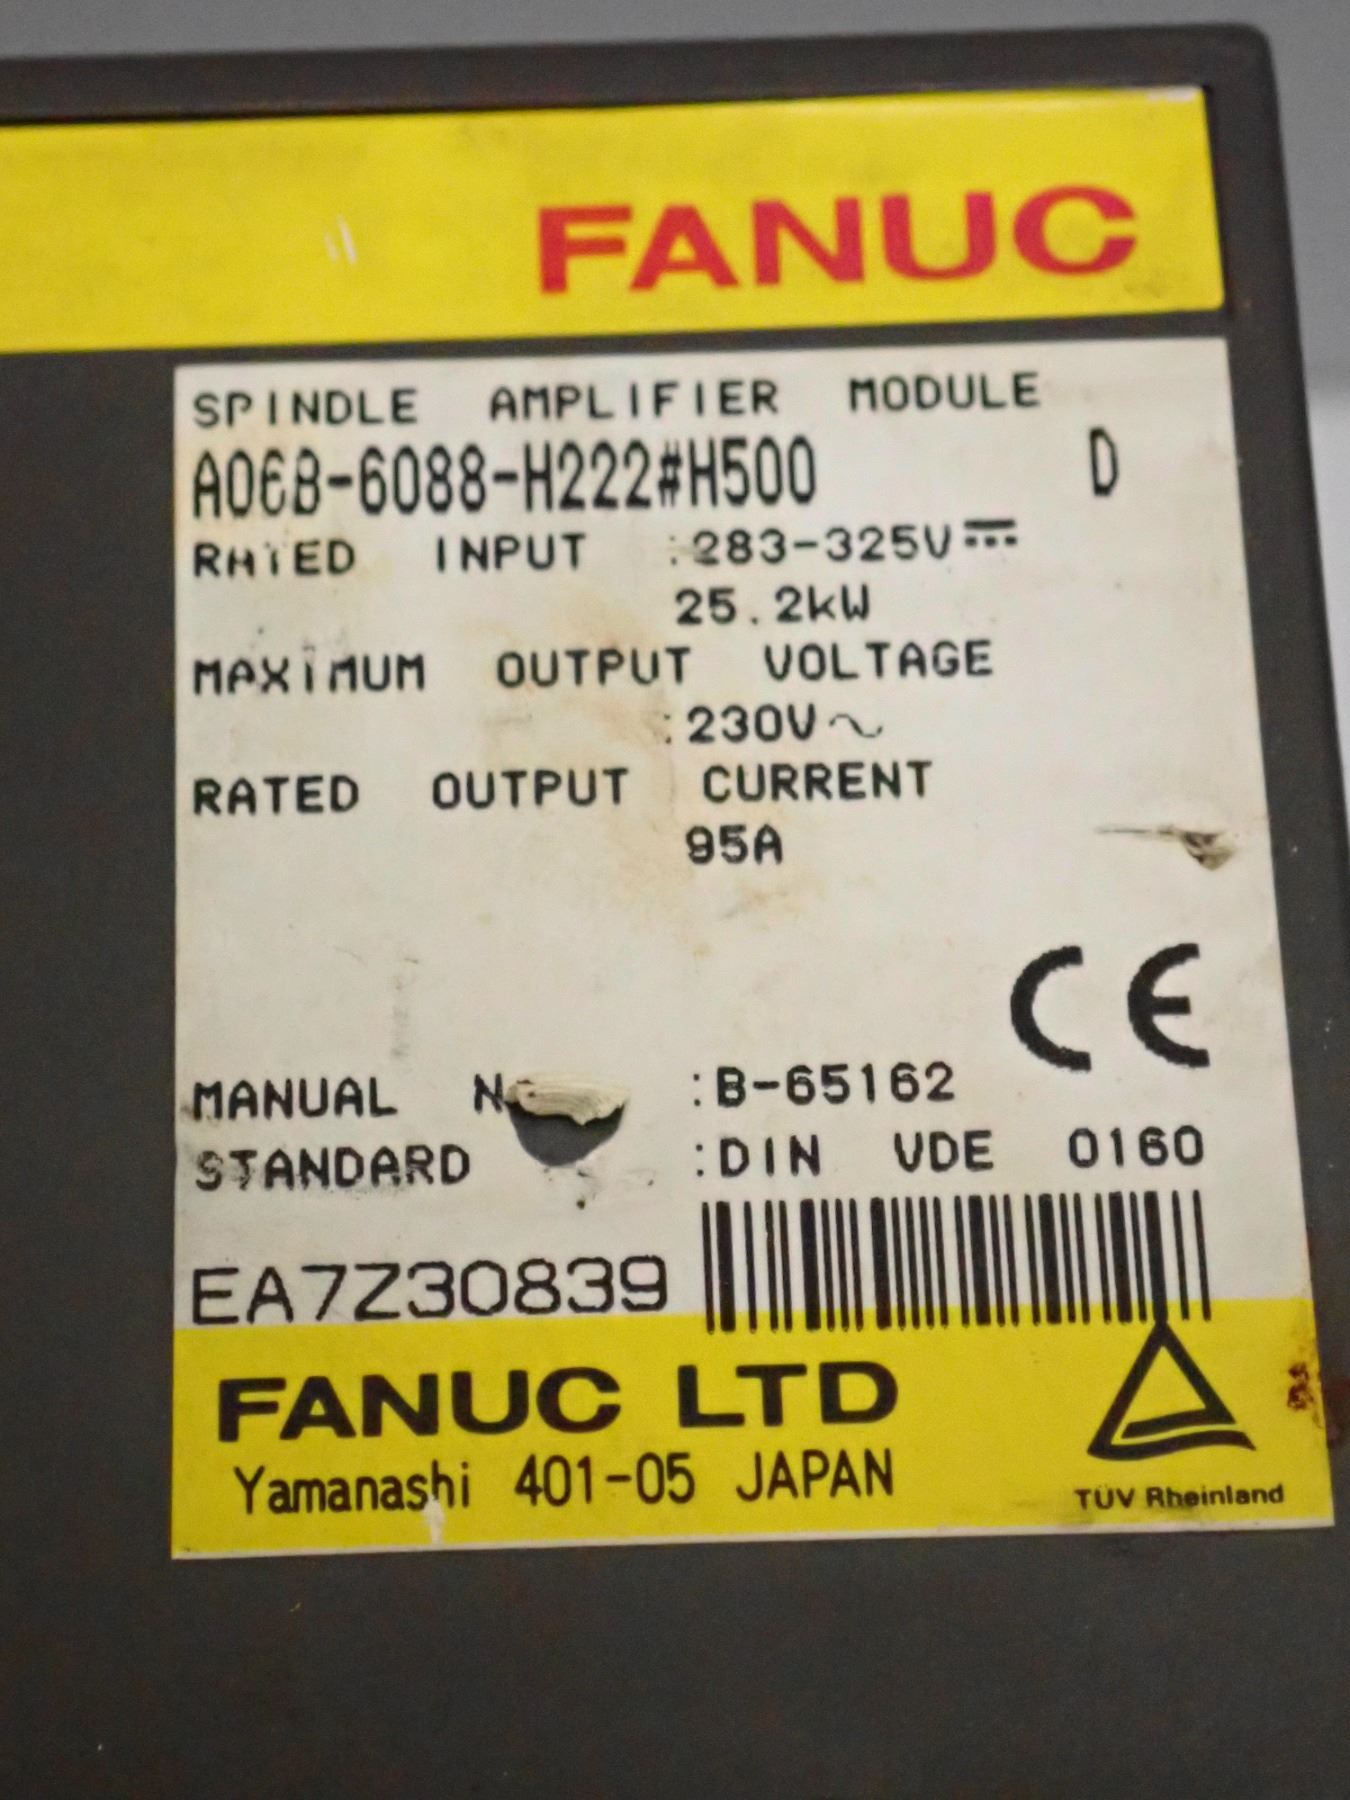 FANUC
SPINDLE AMPLIFIER MODULE
A06B-6088-H222#H500 D
RATED INPUT :283-325V⎓
25.2kW
MAXIMUM OUTPUT VOLTAGE
:230V~
RATED OUTPUT CURRENT
95A
CE
MANUAL :B-65162
STANDARD :DIN VDE 0160
EA7Z30839
FANUC LTD
Yamanashi 401-05 JAPAN
TÜV Rheinland